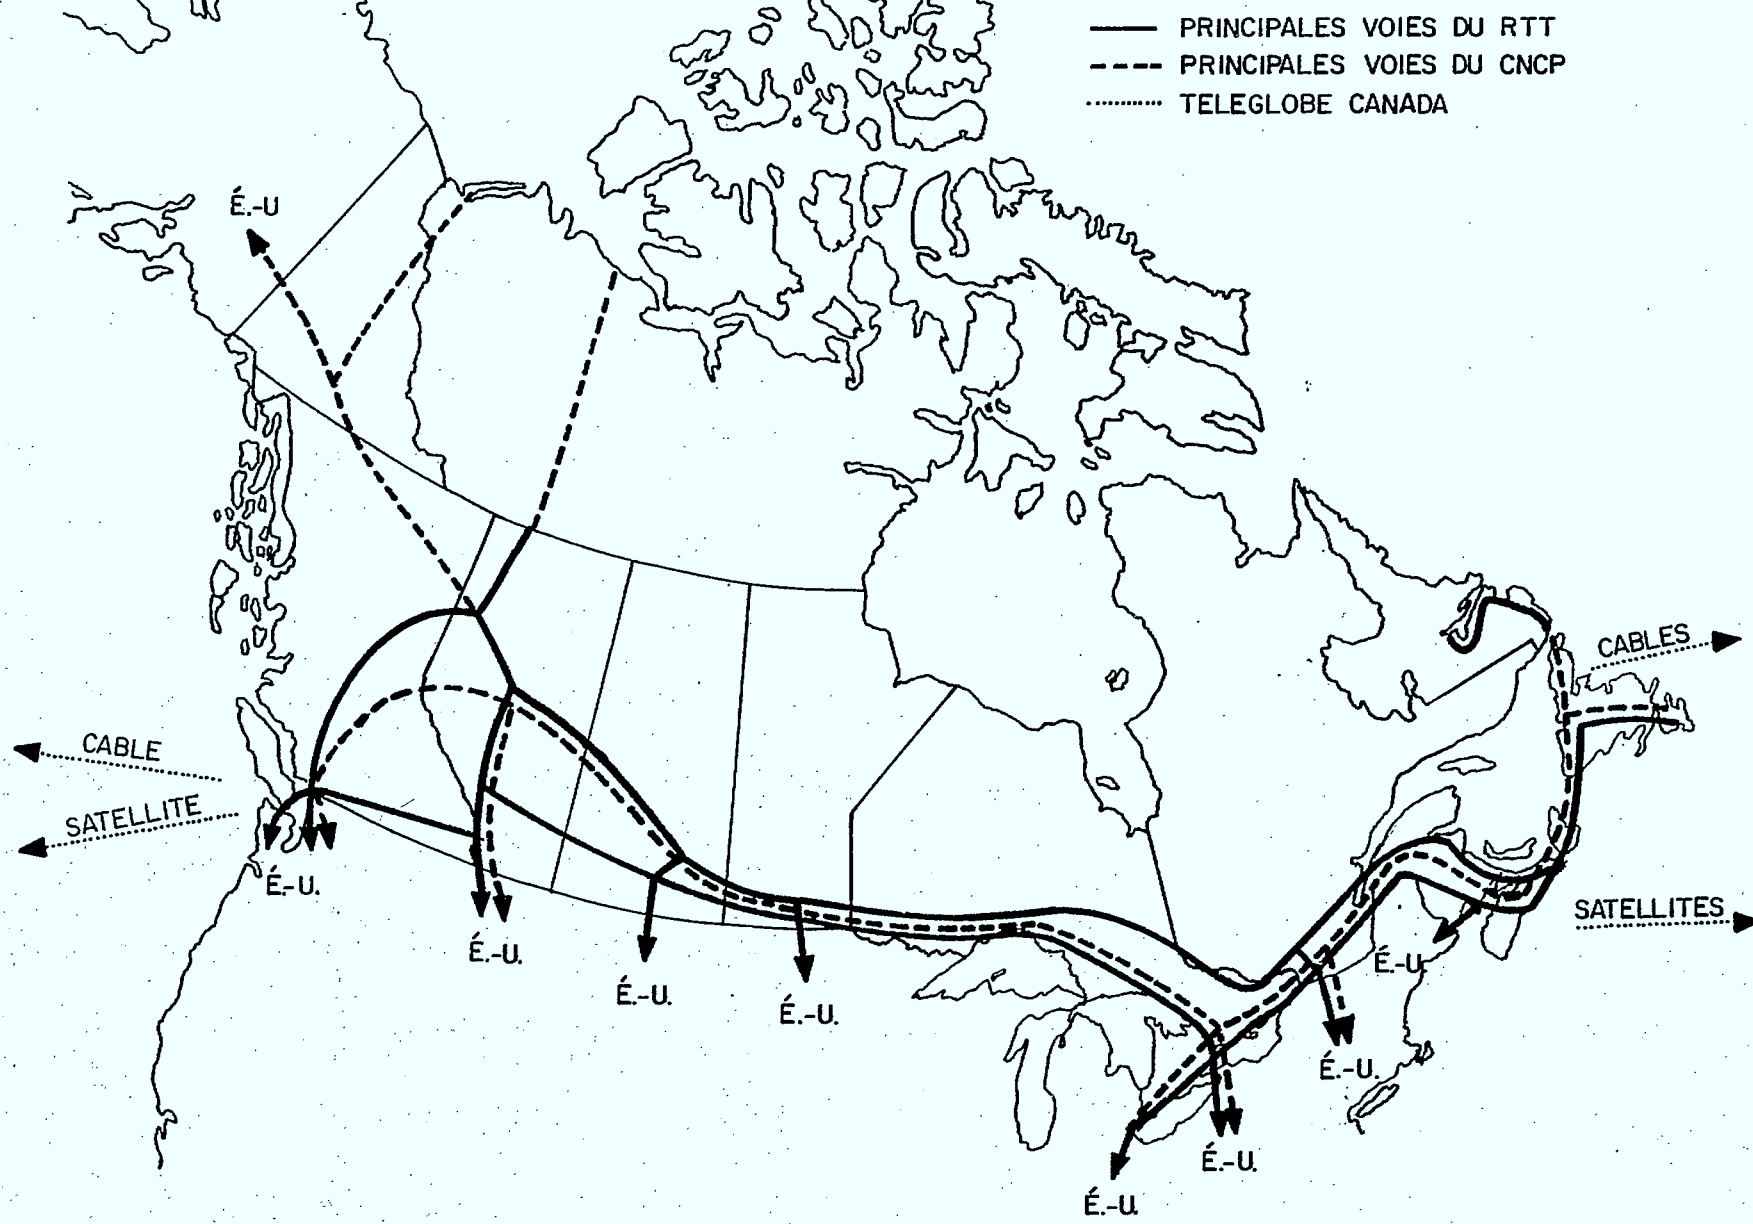 PRINCIPALES VOIES DU RTT
PRINCIPALES VOIES DU CNCP
TELEGLOBE CANADA
É.-U
CABLES
CABLE
SATELLITE
É.-U.
SATELLITES
É.-U.
É.-U.
É.-U.
É.-U.
É.-U.
É.-U.
É.-U.